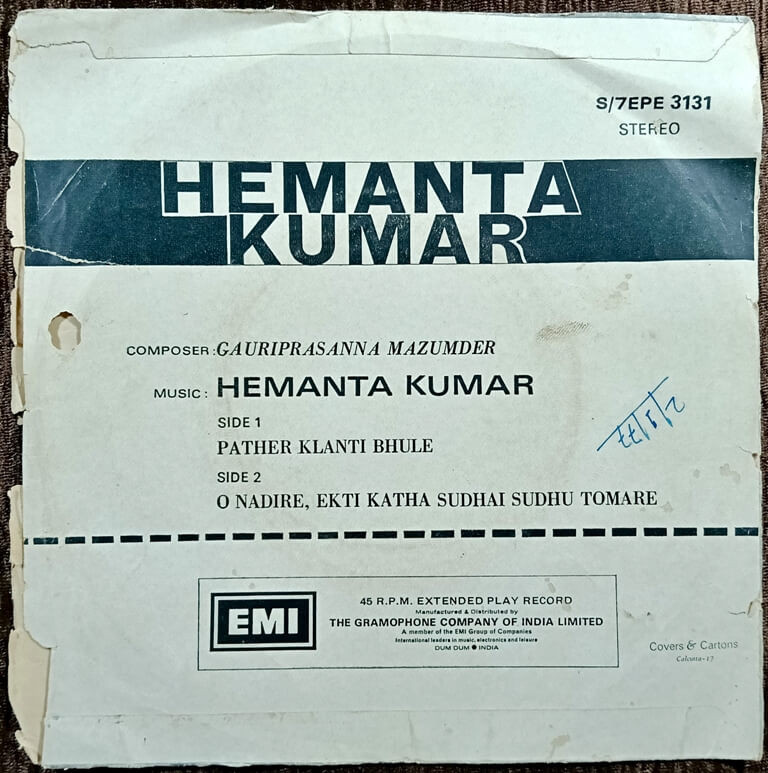 S/7EPE 3131
STEREO
HEMANTA
KUMAR
COMPOSER : GAURIPRASANNA MAZUMDER
MUSIC : HEMANTA KUMAR
SIDE 1
PATHER KLANTI BHULE
SIDE 2
O NADIRE, EKTI KATHA SUDHAI SUDHU TOMARE
EMI
45 R.P.M. EXTENDED PLAY RECORD
Manufactured & Distributed by
THE GRAMOPHONE COMPANY OF INDIA LIMITED
A member of the EMI Group of Companies
International leaders in music, electronics and leisure
DUM DUM ● INDIA
Covers & Cartons
Calcutta-17